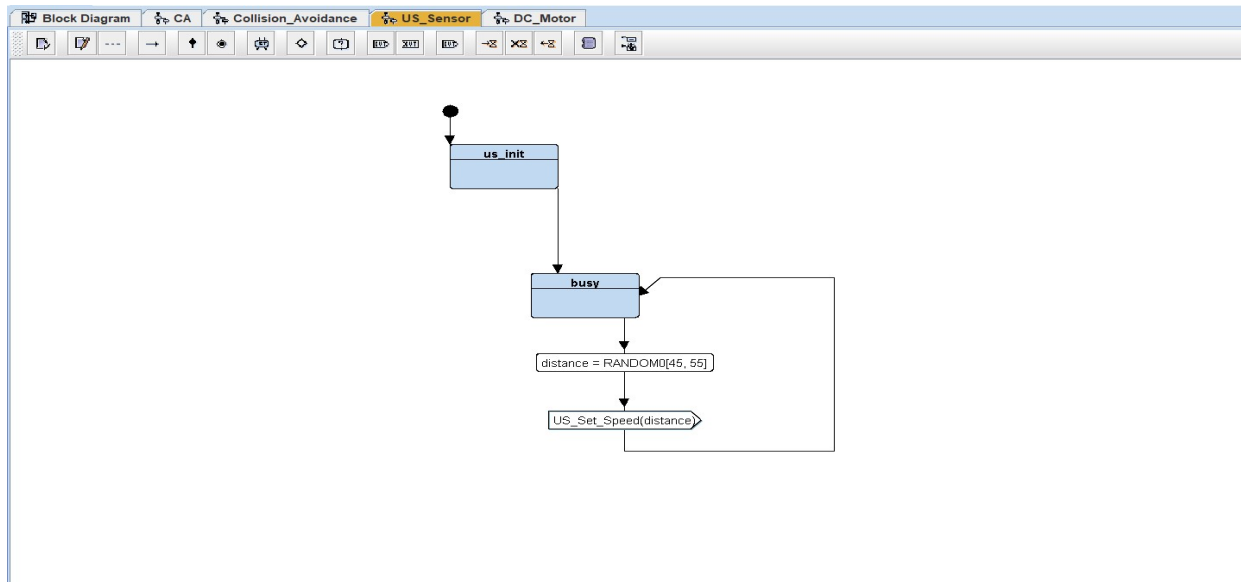 Block Diagram CA Collision_Avoidance US_Sensor DC_Motor
us_init
busy
distance = RANDOM0[45, 55]
US_Set_Speed(distance)